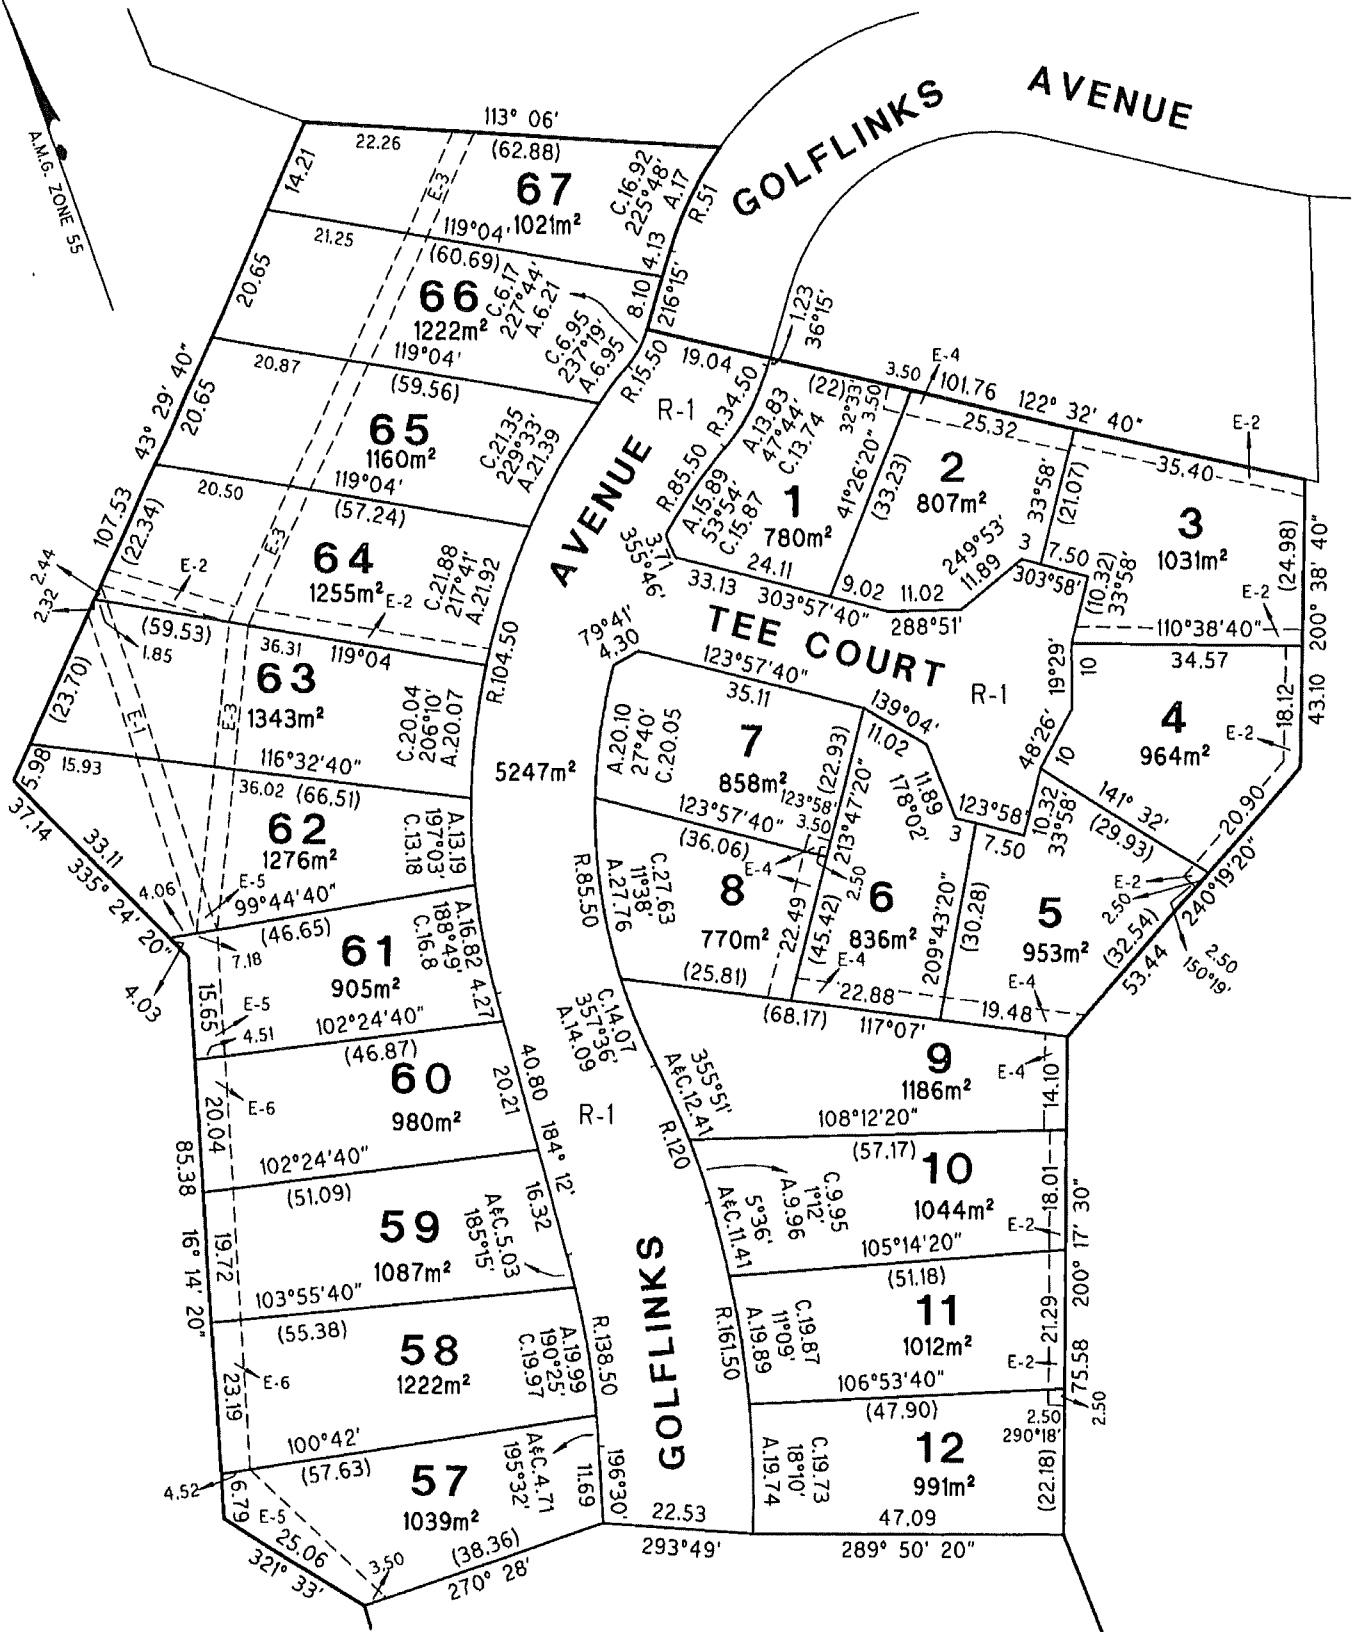 A.M.G. ZONE 55
GOLFLINKS AVENUE
113° 06'
22.26
(62.88)
14.21
E-3
67
1021m²
C.16.92
225°48'
A.17
R.51
4.13
119°04'
21.25
(60.69)
20.65
66
1222m²
C.6.17
227°44'
A.6.21
8.10
216°15'
C.6.95
237°19'
A.6.95
R.15.50
119°04'
20.87
(59.56)
43° 29' 40"
20.65
65
1160m²
C.21.35
229°33'
A.21.39
119°04'
20.50
(57.24)
107.53
(22.34)
E-3
64
1255m²
E-2
E-2
C.21.88
217°41'
A.21.92
2.44
2.32
1.85
(59.53)
36.31
119°04
R.104.50
(23.70)
E-1
E-3
63
1343m²
C.20.04
206°10'
A.20.07
116°32'40"
15.93
36.02
(66.51)
5.98
37.14
33.11
335° 24' 20"
62
1276m²
A.13.19
197°03'
C.13.18
4.06
E-5
99°44'40"
(46.65)
7.18
4.03
61
905m²
A.16.82
188°49'
C.16.8
4.27
15.65
E-5
4.51
102°24'40"
(46.87)
60
980m²
40.80
20.21
184° 12'
20.04
E-6
102°24'40"
(51.09)
85.38
16° 14' 20"
59
1087m²
A&C.5.03
185°15'
16.32
19.72
103°55'40"
(55.38)
58
1222m²
A.19.99
190°25'
C.19.97
R.138.50
23.19
E-6
100°42'
(57.63)
57
1039m²
A&C.4.71
195°32'
11.69
196°30'
4.52
6.79
E-5
25.06
321° 33'
3.50
(38.36)
270° 28'
22.53
293°49'
19.04
1.23
36°15'
R-1
R.34.50
R.85.50
AVENUE
(22)
3.50
E-4
101.76
122° 32' 40"
A.13.83
47°44'
C.13.74
32°33'
3.50
A.15.89
53°54'
C.15.87
1
780m²
41°26'20"
(33.23)
25.32
2
807m²
33°58'
(21.07)
E-2
35.40
3
1031m²
(24.98)
200° 38' 40"
3.71
355°46'
24.11
33.13
303°57'40"
9.02
11.02
288°51'
249°53'
11.89
3
7.50
303°58'
(10.32)
33°58'
E-2
110°38'40"
34.57
TEE COURT
R-1
19°29'
10
48°26'
10
4
964m²
18.12
E-2
43.10
141° 32'
(29.93)
20.90
240°19'20"
79°41'
4.30
123°57'40"
35.11
139°04'
11.02
11.89
178°02'
123°58'
3
7.50
10.32
33°58'
A.20.10
27°40'
C.20.05
7
858m²
(22.93)
123°58'
3.50
213°47'20"
123°57'40"
(36.06)
E-4
2.50
5247m²
R.85.50
C.27.63
11°38'
A.27.76
8
770m²
22.49
(45.42)
6
836m²
E-4
22.88
209°43'20"
(30.28)
5
953m²
E-2
2.50
(32.54)
53.44
2.50
150°19'
E-4
19.48
(25.81)
(68.17)
117°07'
C.14.07
357°36'
A.14.09
355°51'
A&C.12.41
R-1
R.120
9
1186m²
E-4
14.10
108°12'20"
(57.17)
10
1044m²
C.9.95
1°12'
A.9.96
5°36'
A&C.11.41
18.01
E-2
200° 17' 30"
105°14'20"
(51.18)
11
1012m²
C.19.87
11°09'
A.19.89
R.161.50
21.29
E-2
75.58
106°53'40"
(47.90)
2.50
290°18'
2.50
12
991m²
C.19.73
18°10'
A.19.74
(22.18)
47.09
289° 50' 20"
GOLFLINKS